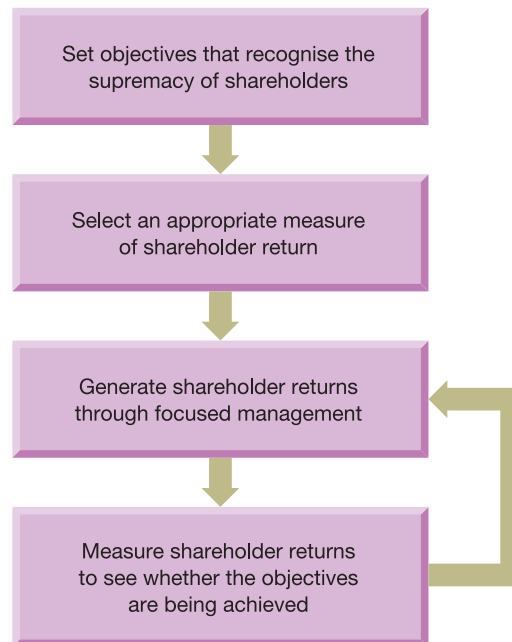 Set objectives that recognise the
supremacy of shareholders
Select an appropriate measure
of shareholder return
Generate shareholder returns
through focused management
Measure shareholder returns
to see whether the objectives
are being achieved